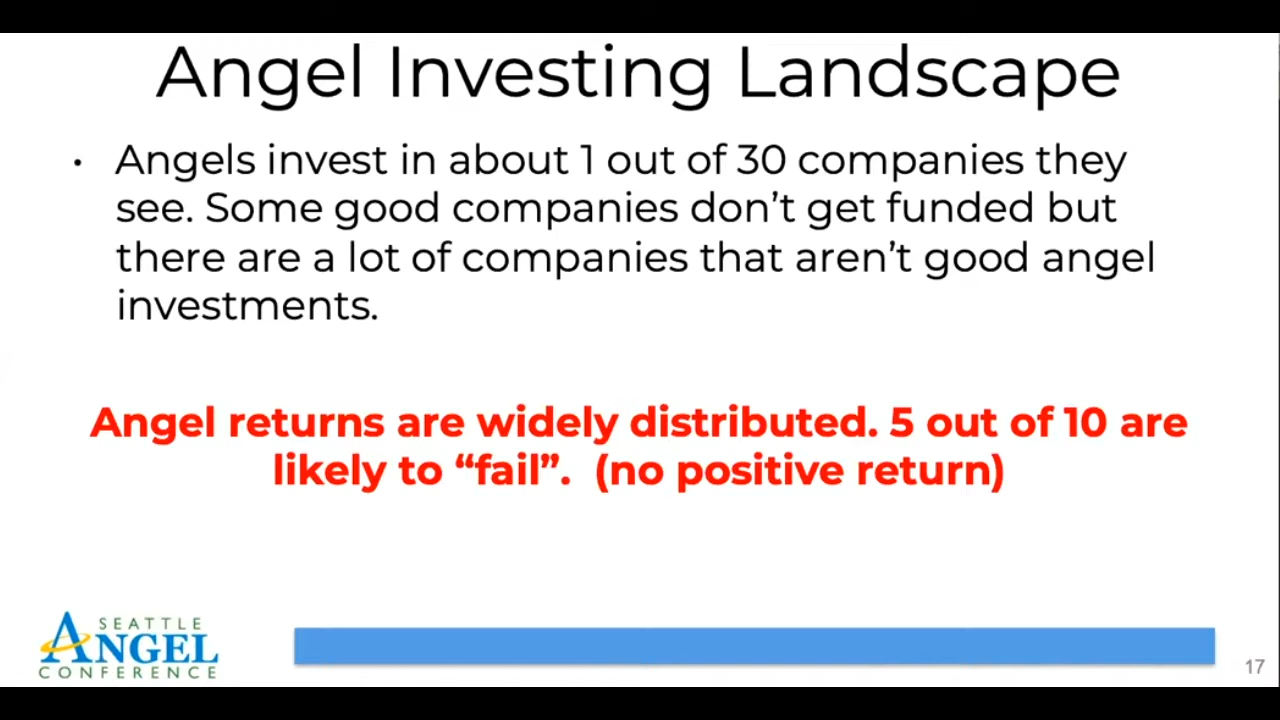 Angel Investing Landscape
• Angels invest in about 1 out of 30 companies they
see. Some good companies don’t get funded but
there are a lot of companies that aren’t good angel
investments.
Angel returns are widely distributed. 5 out of 10 are
likely to “fail”.  (no positive return)
SEATTLE
ANGEL
CONFERENCE
17